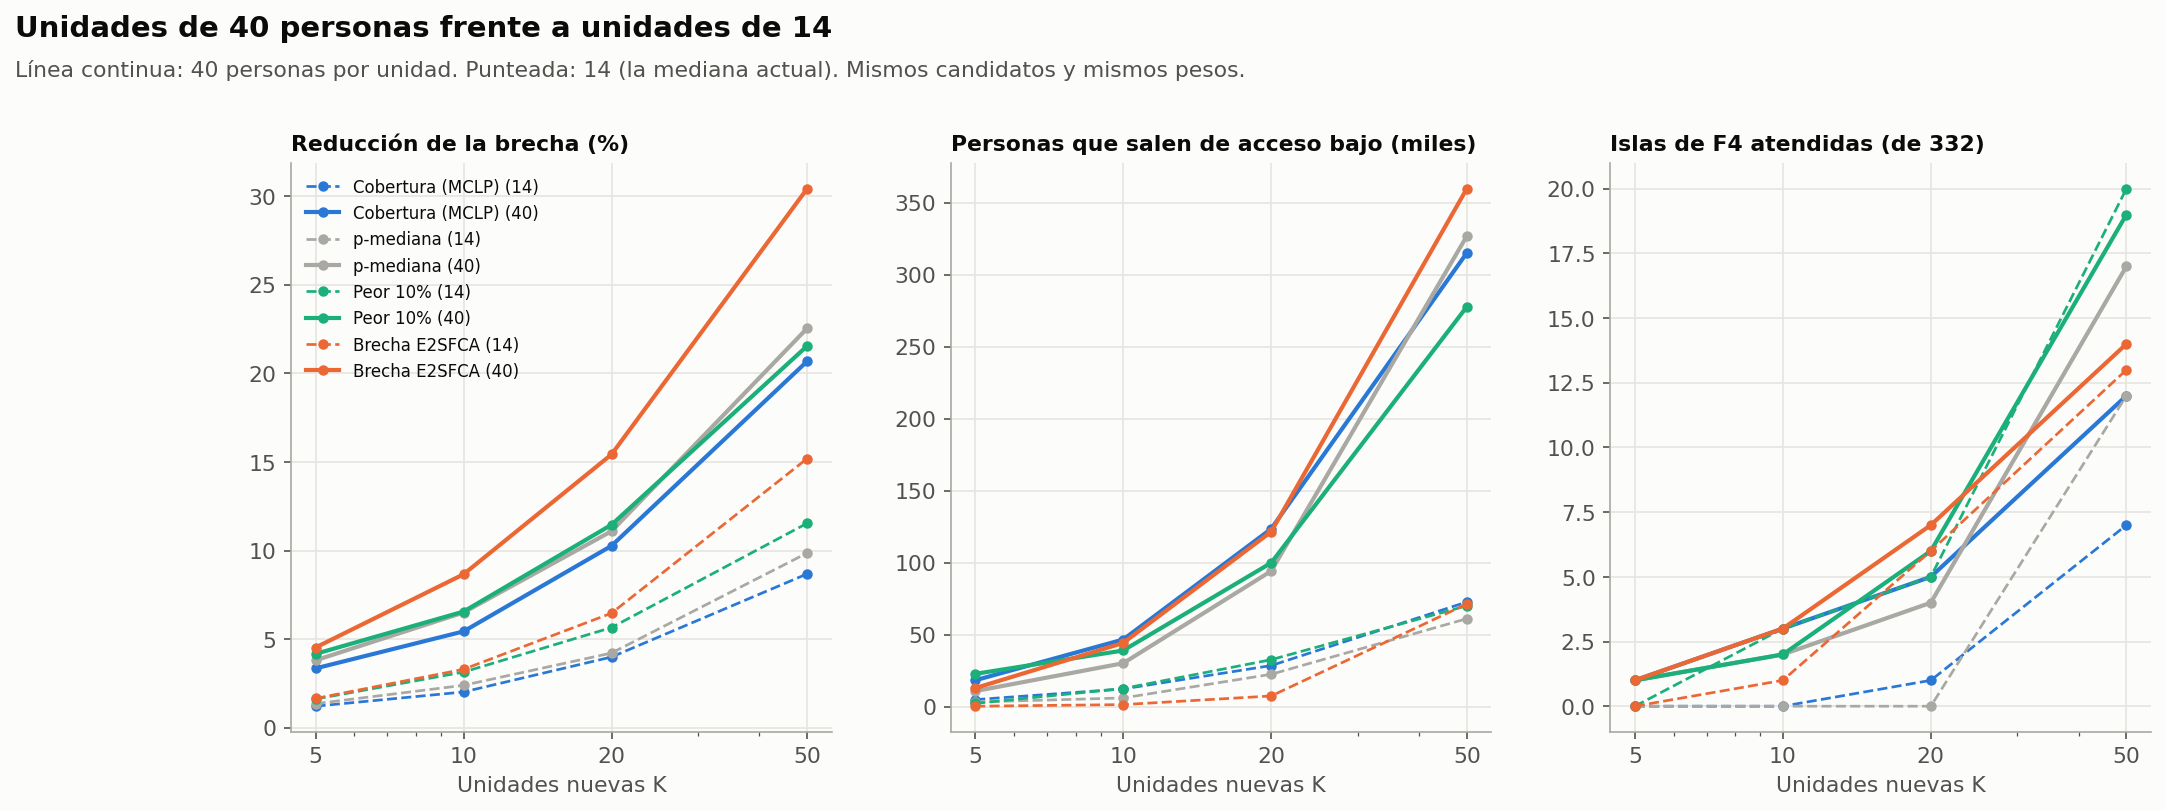 Unidades de 40 personas frente a unidades de 14
Línea continua: 40 personas por unidad. Punteada: 14 (la mediana actual). Mismos candidatos y mismos pesos.
Reducción de la brecha (%)
30
25
20
15
10
5
0
Cobertura (MCLP) (14)
Cobertura (MCLP) (40)
p-mediana (14)
p-mediana (40)
Peor 10% (14)
Peor 10% (40)
Brecha E2SFCA (14)
Brecha E2SFCA (40)
5 10 20 50
Unidades nuevas K
Personas que salen de acceso bajo (miles)
350
300
250
200
150
100
50
0
5 10 20 50
Unidades nuevas K
Islas de F4 atendidas (de 332)
20.0
17.5
15.0
12.5
10.0
7.5
5.0
2.5
0.0
5 10 20 50
Unidades nuevas K